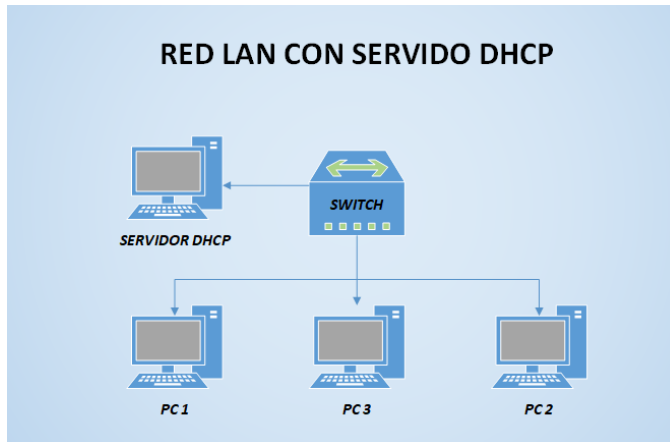 RED LAN CON SERVIDO DHCP
SWITCH
SERVIDOR DHCP
PC 1
PC 3
PC 2